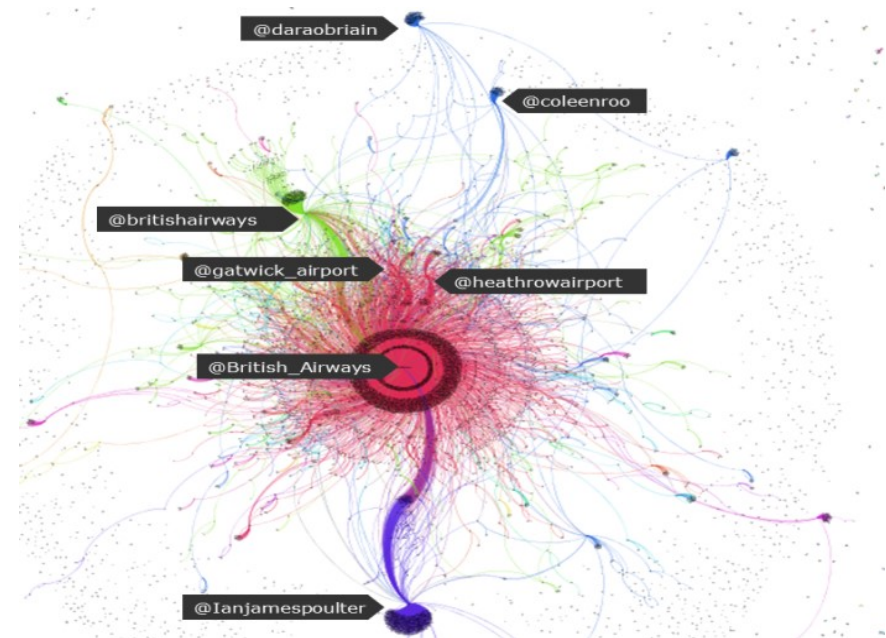 @daraobriain
@coleenroo
@britishairways
@gatwick_airport
@heathrowairport
@British_Airways
@Ianjamespoulter